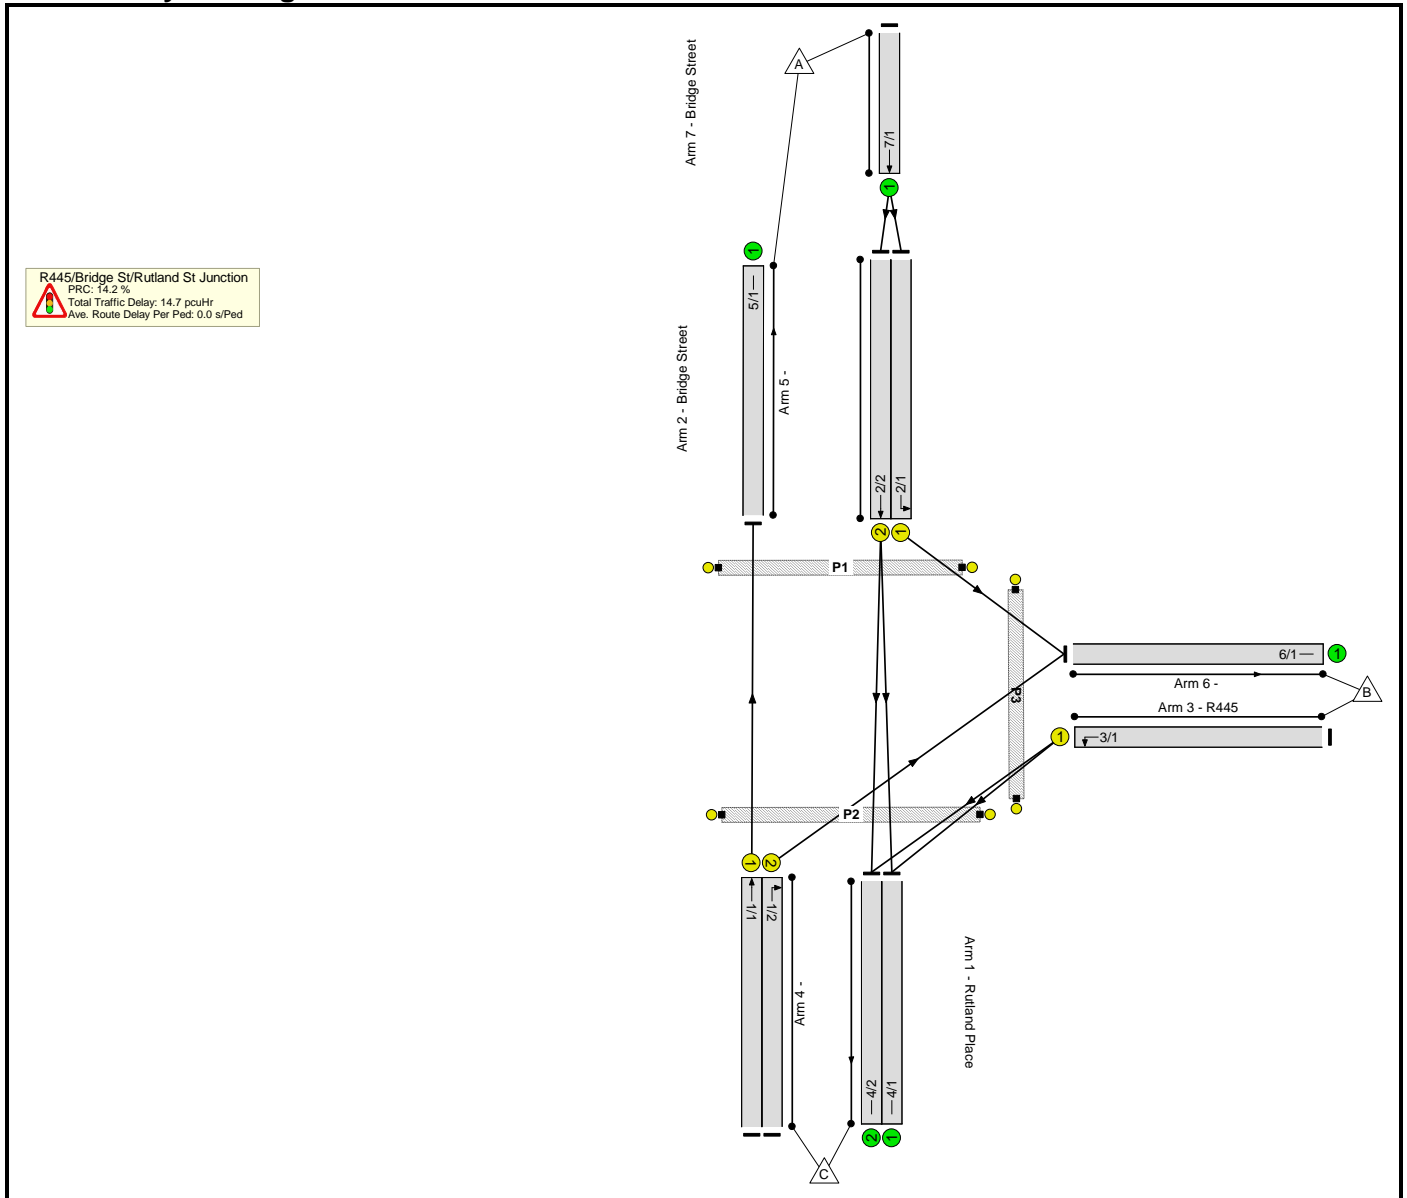 Arm 7 - Bridge Street
A
7/1
1
R445/Bridge St/Rutland St Junction
PRC: 14.2 %
Total Traffic Delay: 14.7 pcuHr
Ave. Route Delay Per Ped: 0.0 s/Ped
Arm 2 - Bridge Street
1
5/1
Arm 5 -
2/2
2/1
2
1
P1
P3
6/1
1
Arm 6 -
B
Arm 3 - R445
1
3/1
P2
1
2
1/1
1/2
Arm 4 -
Arm 1 - Rutland Place
4/2
4/1
2
1
C